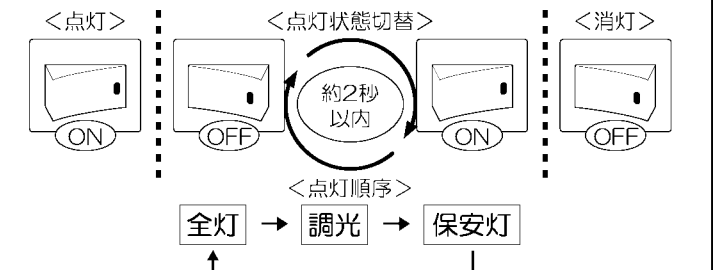 <点灯>
<点灯状態切替>
<消灯>
約2秒
以内
ON
OFF
ON
OFF
<点灯順序>
全灯 → 調光 → 保安灯